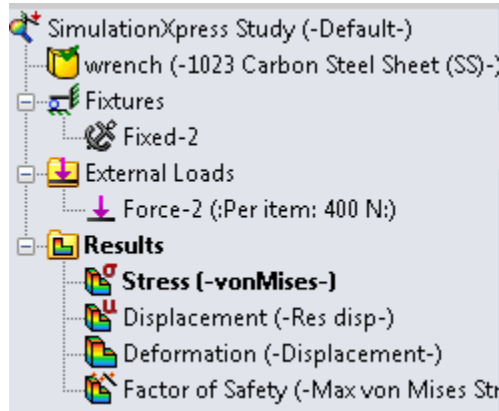 SimulationXpress Study (-Default-)
wrench (-1023 Carbon Steel Sheet (SS)-)
Fixtures
Fixed-2
External Loads
Force-2 (:Per item: 400 N:)
Results
Stress (-vonMises-)
Displacement (-Res disp-)
Deformation (-Displacement-)
Factor of Safety (-Max von Mises Str